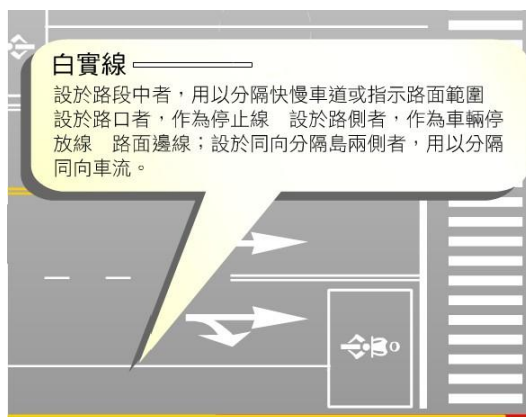 白實線
設於路段中者，用以分隔快慢車道或指示路面範圍
設於路口者，作為停止線　設於路側者，作為車輛停
放線　路面邊線；設於同向分隔島兩側者，用以分隔
同向車流。